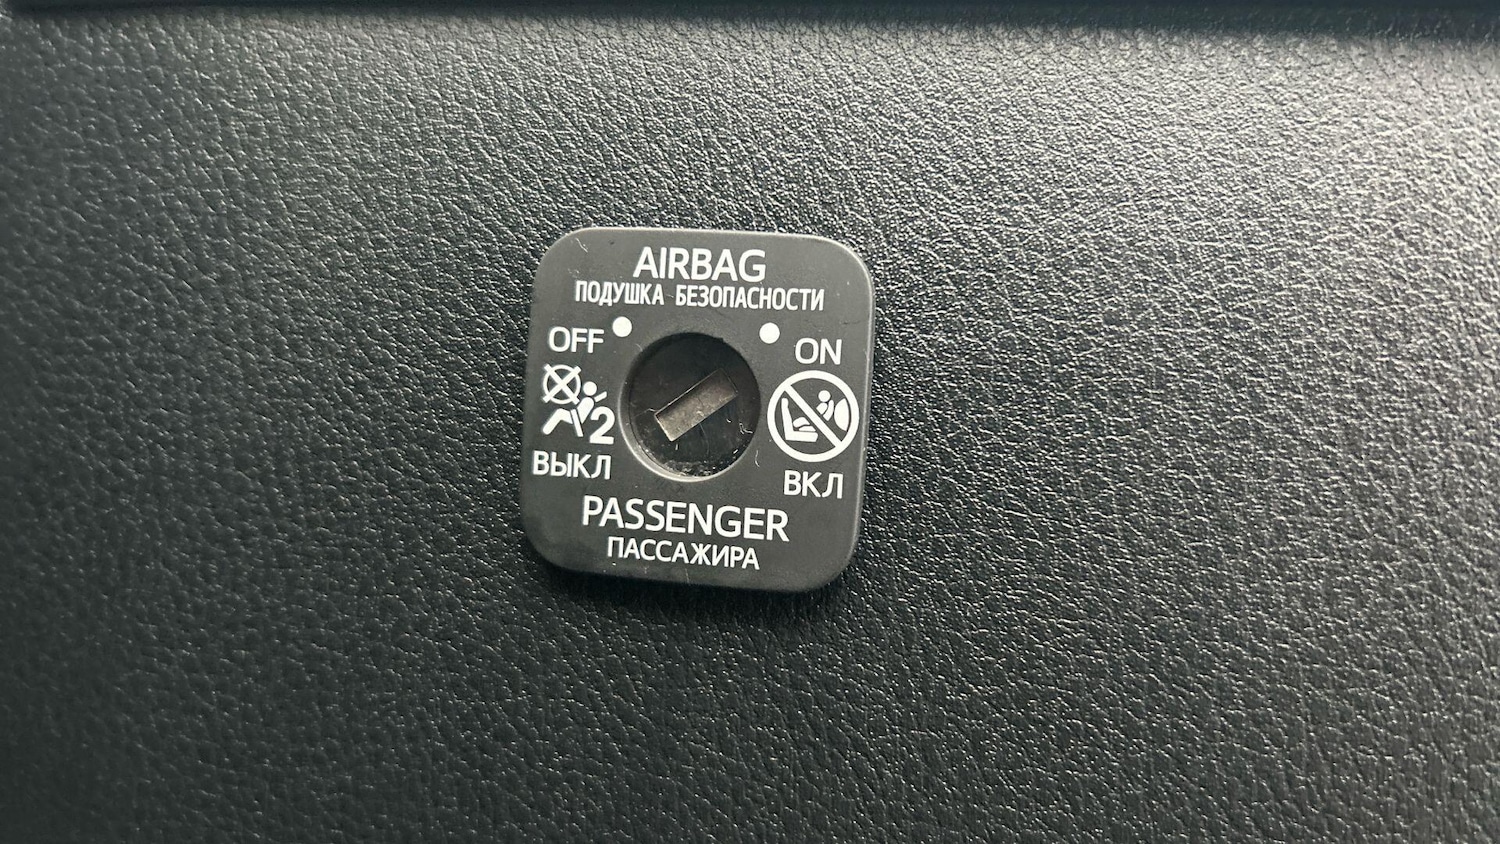 AIRBAG
ПОДУШКА БЕЗОПАСНОСТИ
OFF
ON
2
ВЫКЛ
ВКЛ
PASSENGER
ПАССАЖИРА